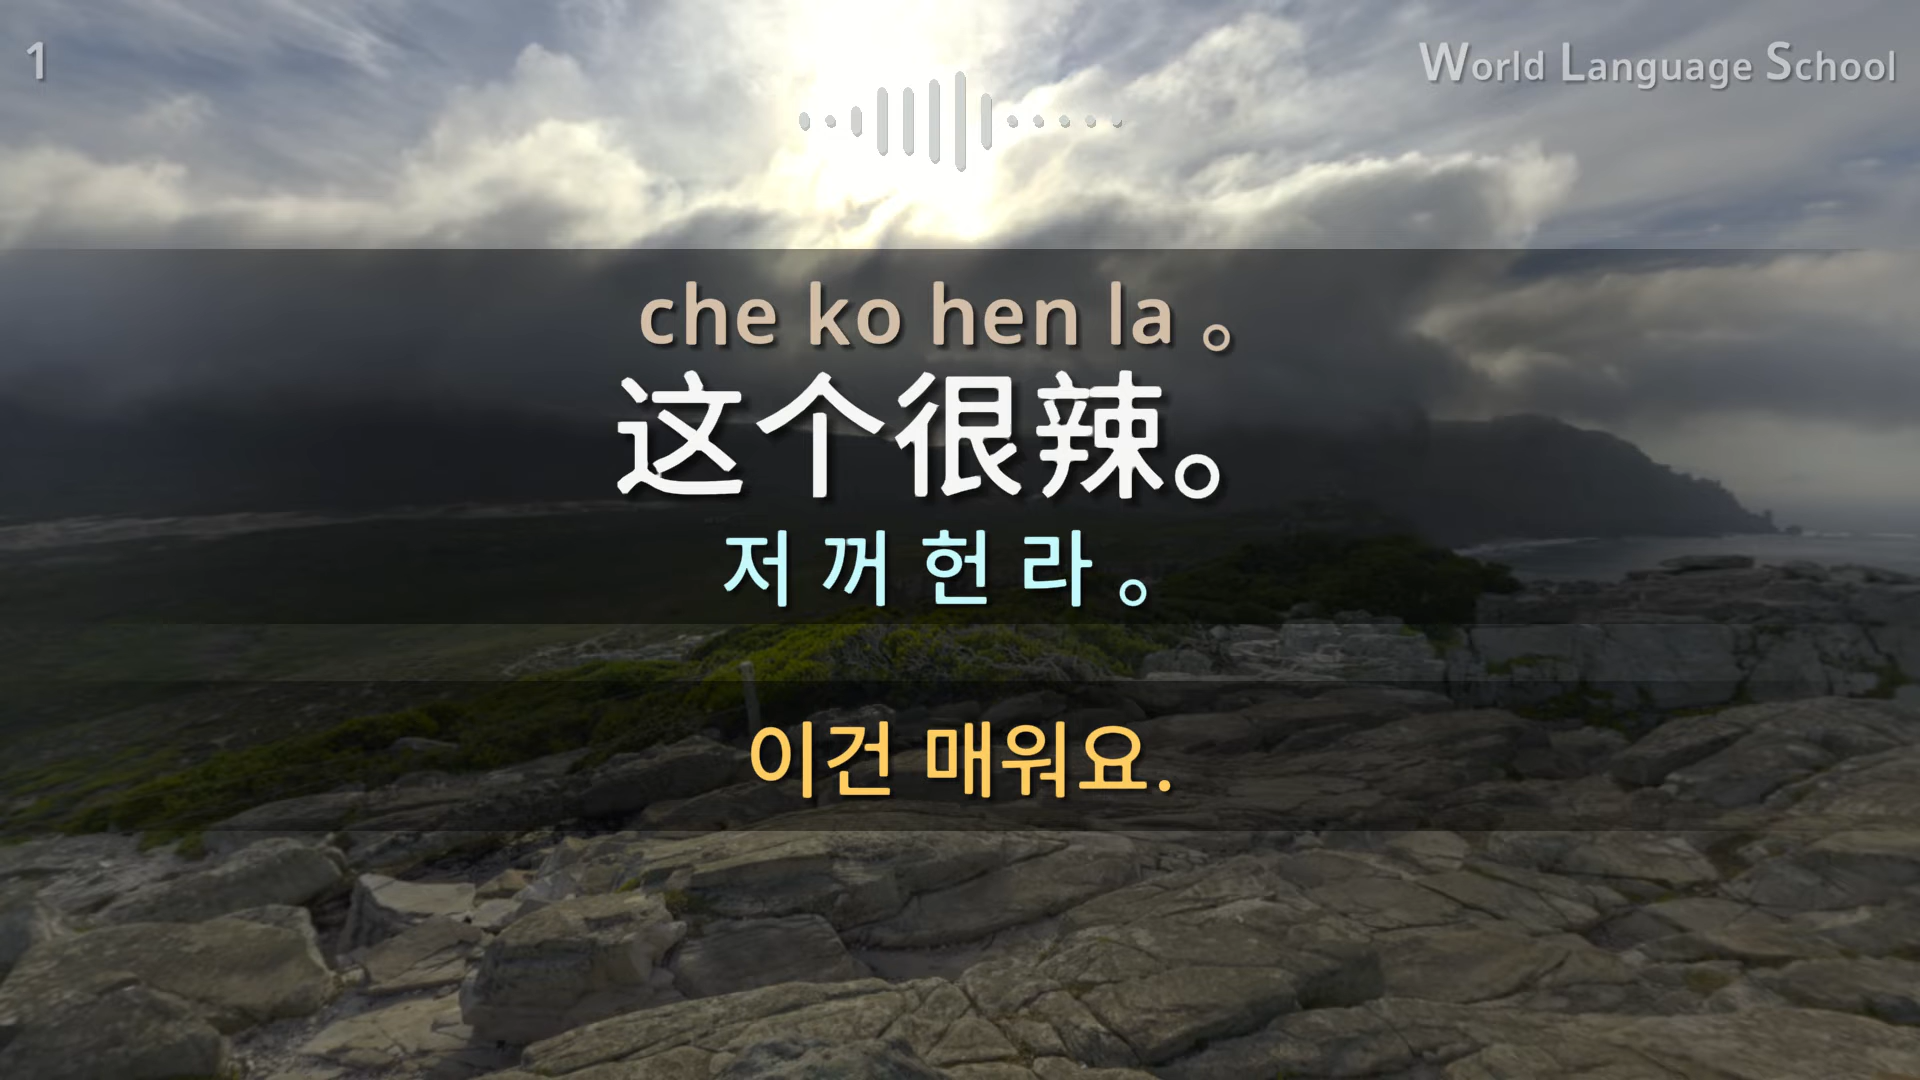 1
World Language School
che ko hen la 。
这个很辣。
저 꺼 헌 라 。
이건 매워요.